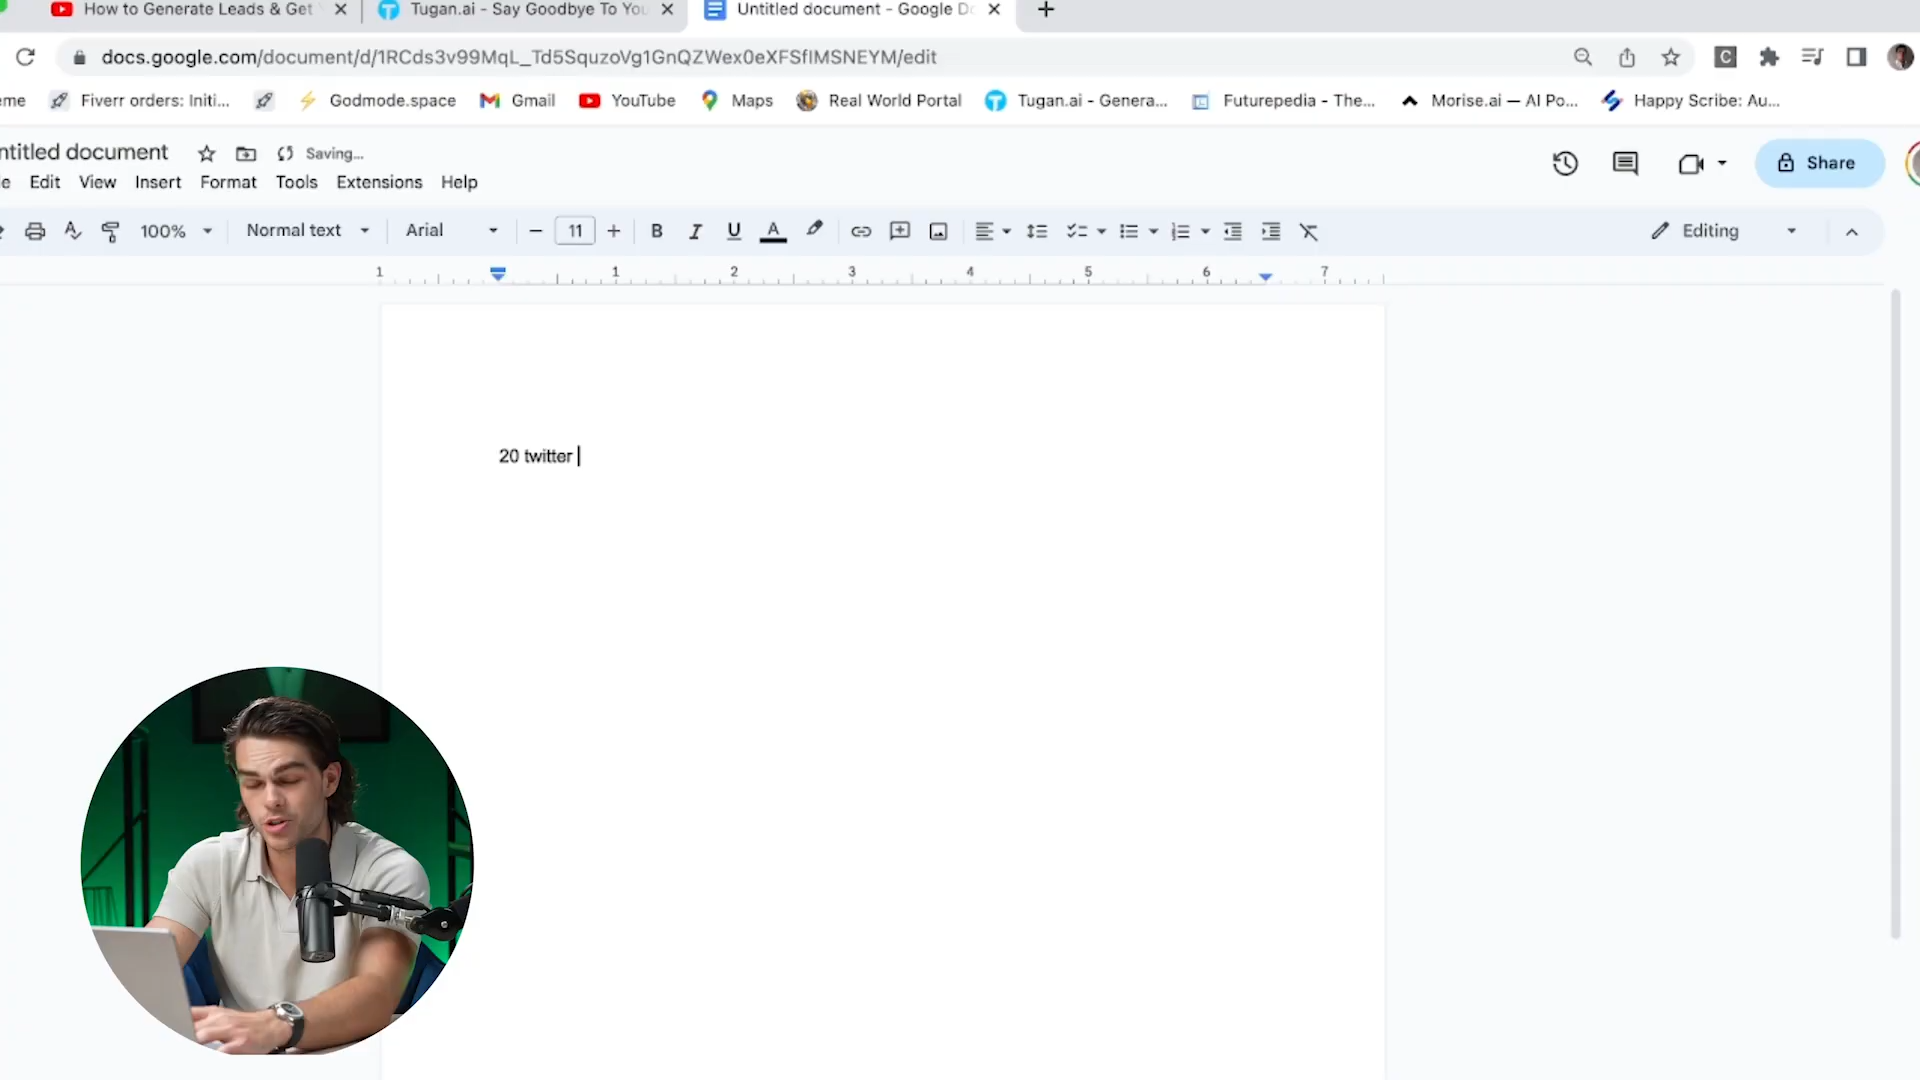 How to Generate Leads & Get
Tugan.ai - Say Goodbye To You
Untitled document - Google Do
docs.google.com/document/d/1RCds3v99MqL_Td5SquzoVg1GnQZWex0eXFSfIMSNEYM/edit
eme
Fiverr orders: Initi...
Godmode.space
Gmail
YouTube
Maps
Real World Portal
Tugan.ai - Genera...
Futurepedia - The...
Morise.ai — AI Po...
Happy Scribe: Au...
ntitled document
Saving...
Share
e Edit View Insert Format Tools Extensions Help
100% Normal text Arial 11 B I U A Editing
1 1 2 3 4 5 6 7
20 twitter